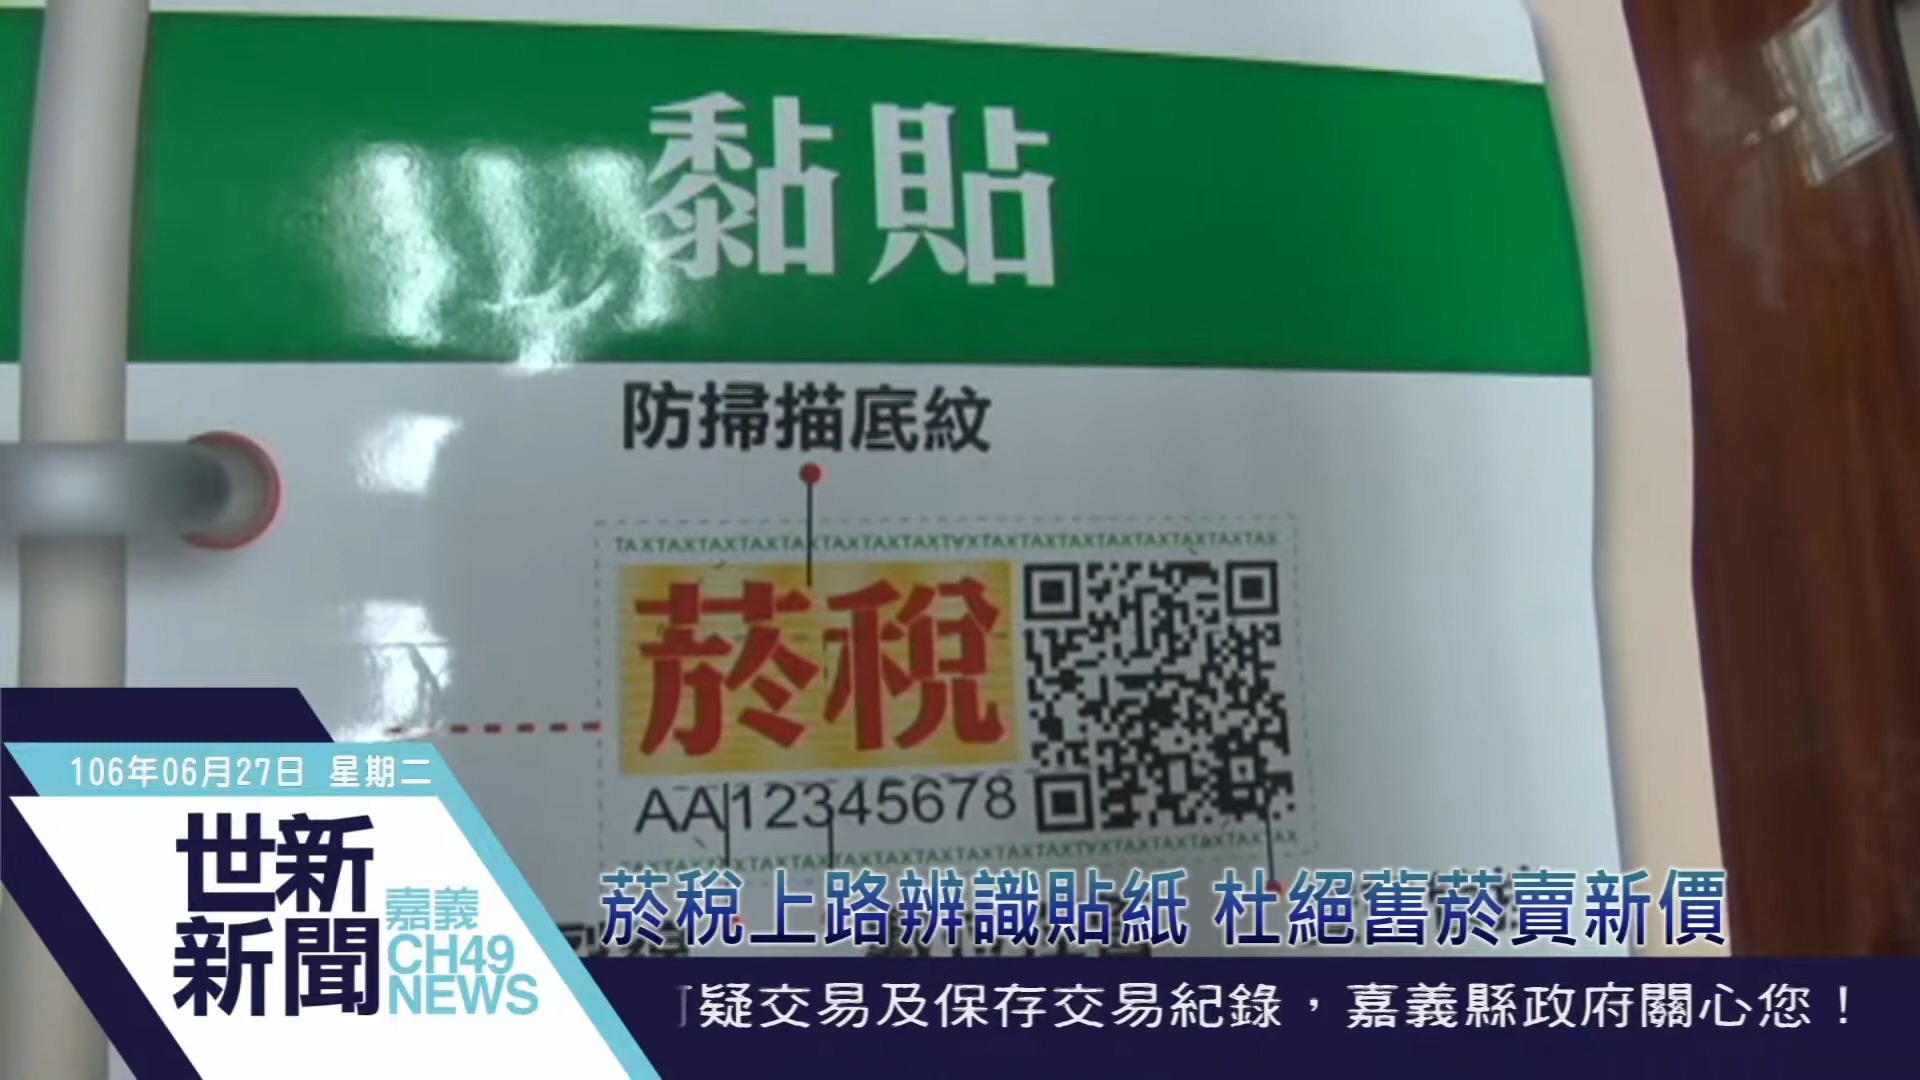 黏貼
防掃描底紋
TAXTAXTAXTAXTAXTAXTAXTAXTAXTAXTAXTAXTAXTAXTAXTAXTAX
菸稅
AA12345678
106年06月27日 星期二
世新
新聞
嘉義
CH49
NEWS
菸稅上路辨識貼紙 杜絕舊菸賣新價
疑交易及保存交易紀錄，嘉義縣政府關心您！